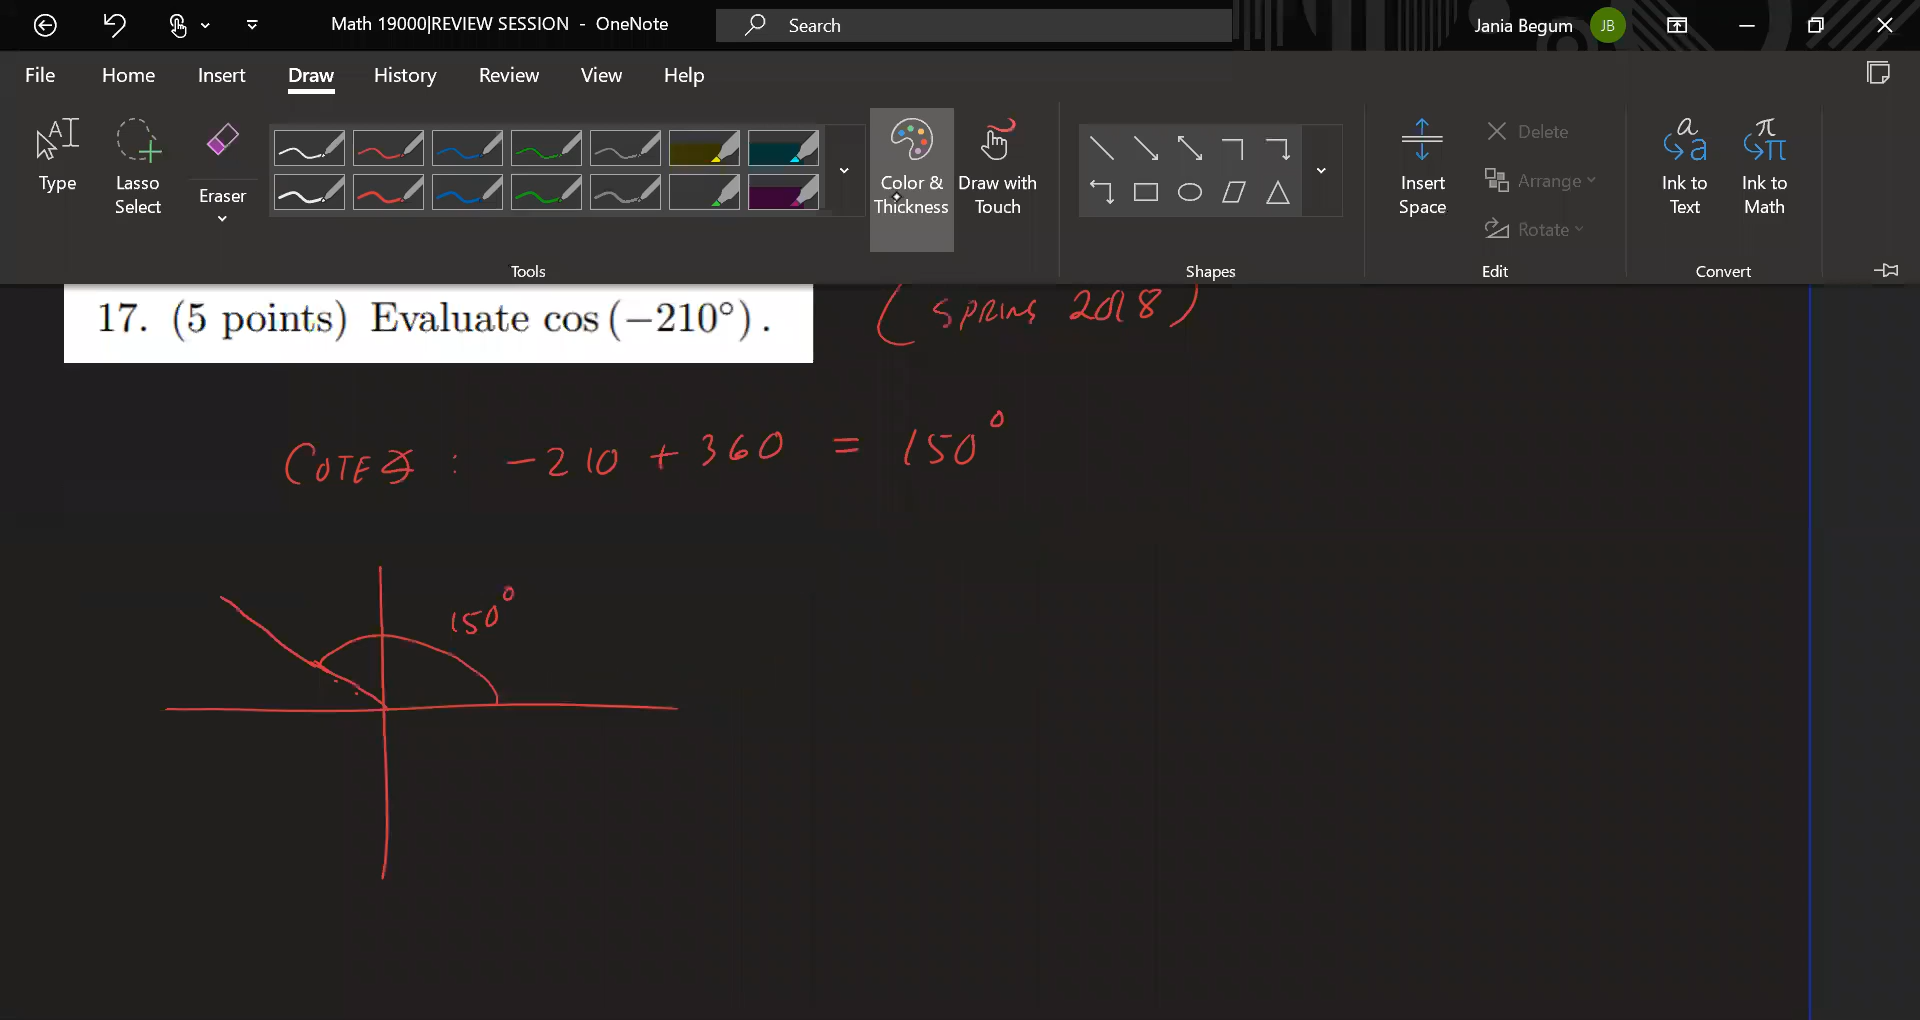 Math 19000|REVIEW SESSION - OneNote
Search
Jania Begum
JB
File Home Insert Draw History Review View Help
Type
Lasso Select
Eraser
Color & Thickness
Draw with Touch
Insert Space
Delete
Arrange
Rotate
Ink to Text
Ink to Math
Tools
Shapes
Edit
Convert
17. (5 points) Evaluate cos (−210°).
(SPRING 2018)
COTE∡ : −210 + 360 = 150°
150°